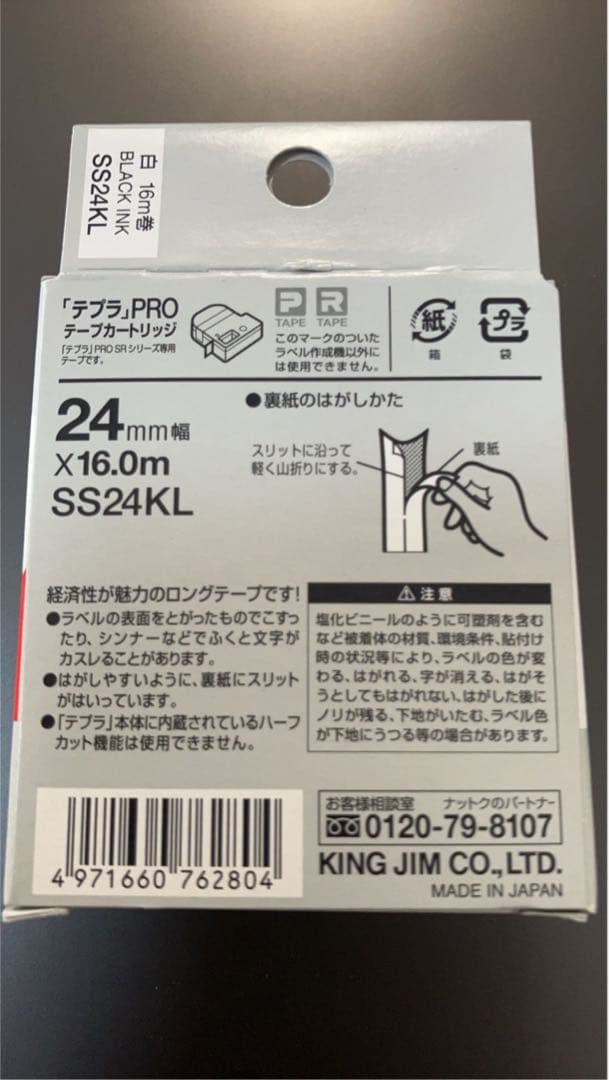 白 16m巻
BLACK INK
SS24KL
「テプラ」PRO
テープカートリッジ
「テプラ」PRO SRシリーズ専用
テープです。
P R
TAPE TAPE
このマークのついた
ラベル作成機以外に
は使用できません。
紙
箱
プラ
袋
24mm幅
X16.0m
SS24KL
●裏紙のはがしかた
スリットに沿って
軽く山折りにする。
裏紙
経済性が魅力のロングテープです!
●ラベルの表面をとがったものでこすっ
たり、シンナーなどでふくと文字が
カスレることがあります。
●はがしやすいように、裏紙にスリット
がはいっています。
●「テプラ」本体に内蔵されているハーフ
カット機能は使用できません。
⚠注意
塩化ビニールのように可塑剤を含む
など被着体の材質、環境条件、貼付け
時の状況等により、ラベルの色が変
わる、はがれる、字が消える、はがそ
うとしてもはがれない、はがした後に
ノリが残る、下地がいたむ、ラベル色
が下地にうつる等の場合があります。
4 971660 762804
お客様相談室 ナットクのパートナー
0120-79-8107
KING JIM CO.,LTD.
MADE IN JAPAN